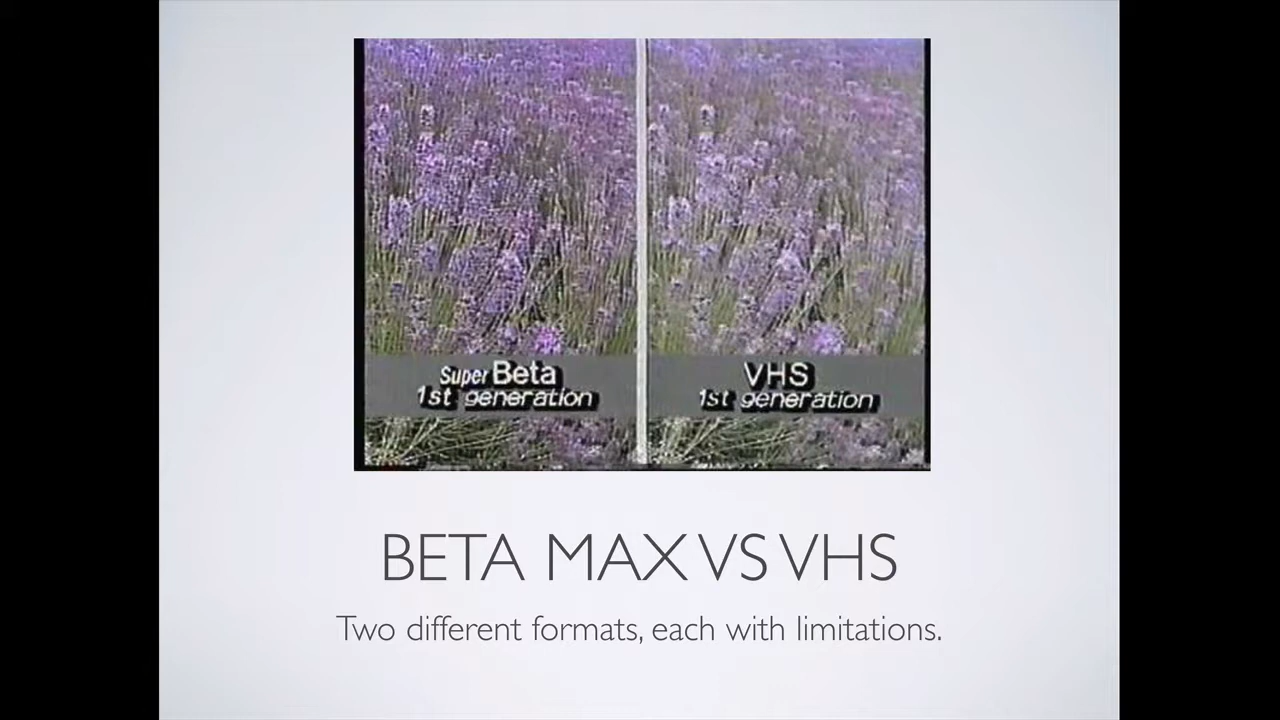 Super Beta
1st generation
VHS
1st generation
BETA MAX VS VHS
Two different formats, each with limitations.